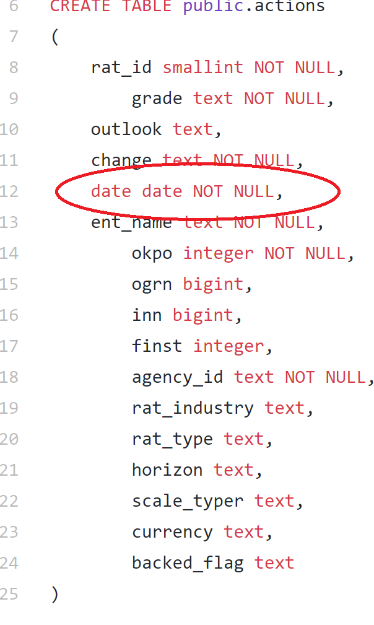 6 CREATE TABLE public.actions
7 (
8 rat_id smallint NOT NULL,
9 grade text NOT NULL,
10 outlook text,
11 change text NOT NULL,
12 date date NOT NULL,
13 ent_name text NOT NULL,
14 okpo integer NOT NULL,
15 ogrn bigint,
16 inn bigint,
17 finst integer,
18 agency_id text NOT NULL,
19 rat_industry text,
20 rat_type text,
21 horizon text,
22 scale_typer text,
23 currency text,
24 backed_flag text
25 )